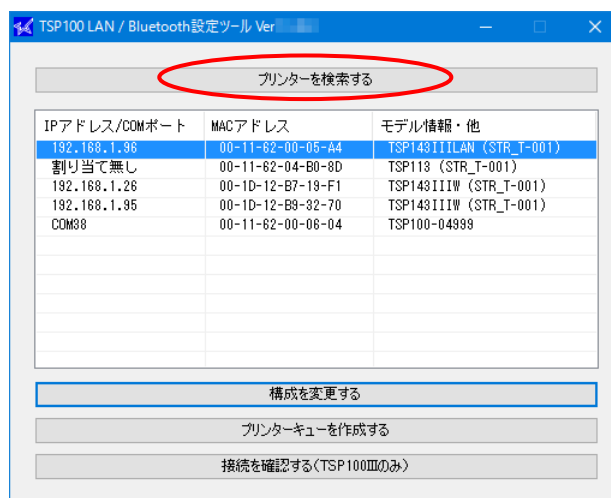 TSP100 LAN / Bluetooth設定ツール Ver
プリンターを検索する
IPアドレス/COMポート MACアドレス モデル情報・他
192.168.1.96 00-11-62-00-05-A4 TSP143IIILAN (STR_T-001)
割り当て無し 00-11-62-04-B0-8D TSP113 (STR_T-001)
192.168.1.26 00-1D-12-B7-19-F1 TSP143IIIW (STR_T-001)
192.168.1.95 00-1D-12-B9-32-70 TSP143IIIW (STR_T-001)
COM38 00-11-62-00-06-04 TSP100-04999
構成を変更する
プリンターキューを作成する
接続を確認する(TSP100Ⅲのみ)